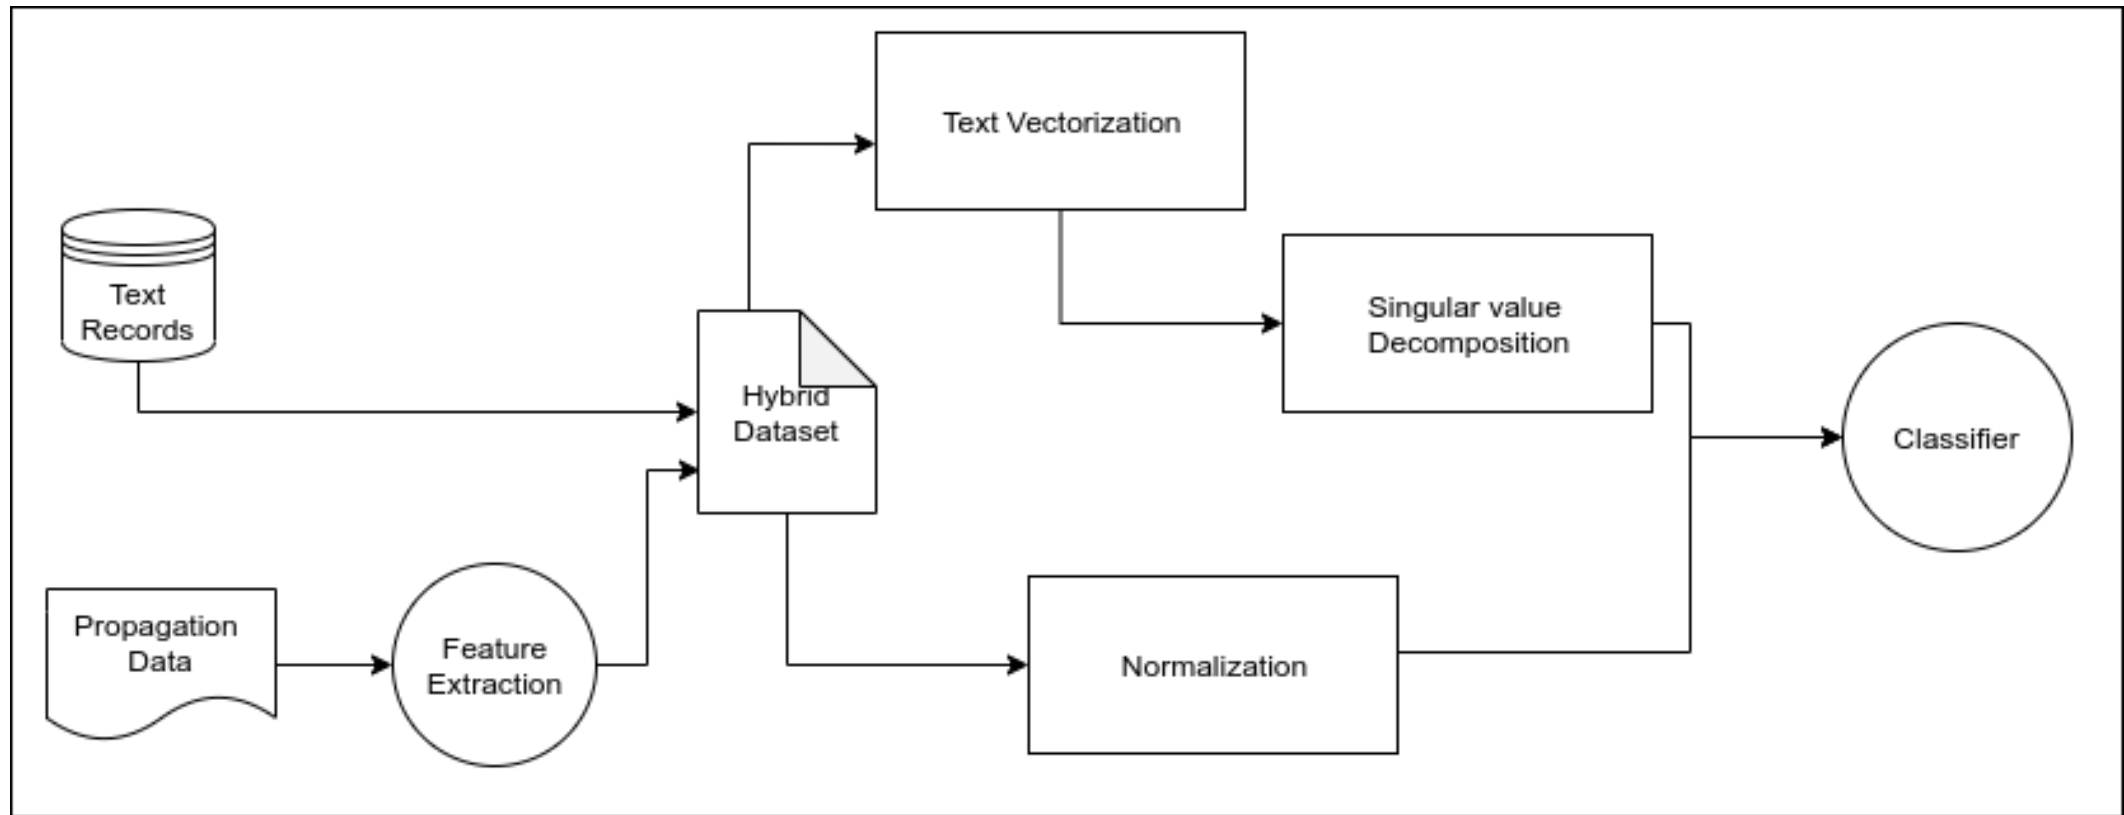 Text Vectorization
Text
Records
Singular value
Decomposition
Hybrid
Dataset
Classifier
Propagation
Data
Feature
Extraction
Normalization